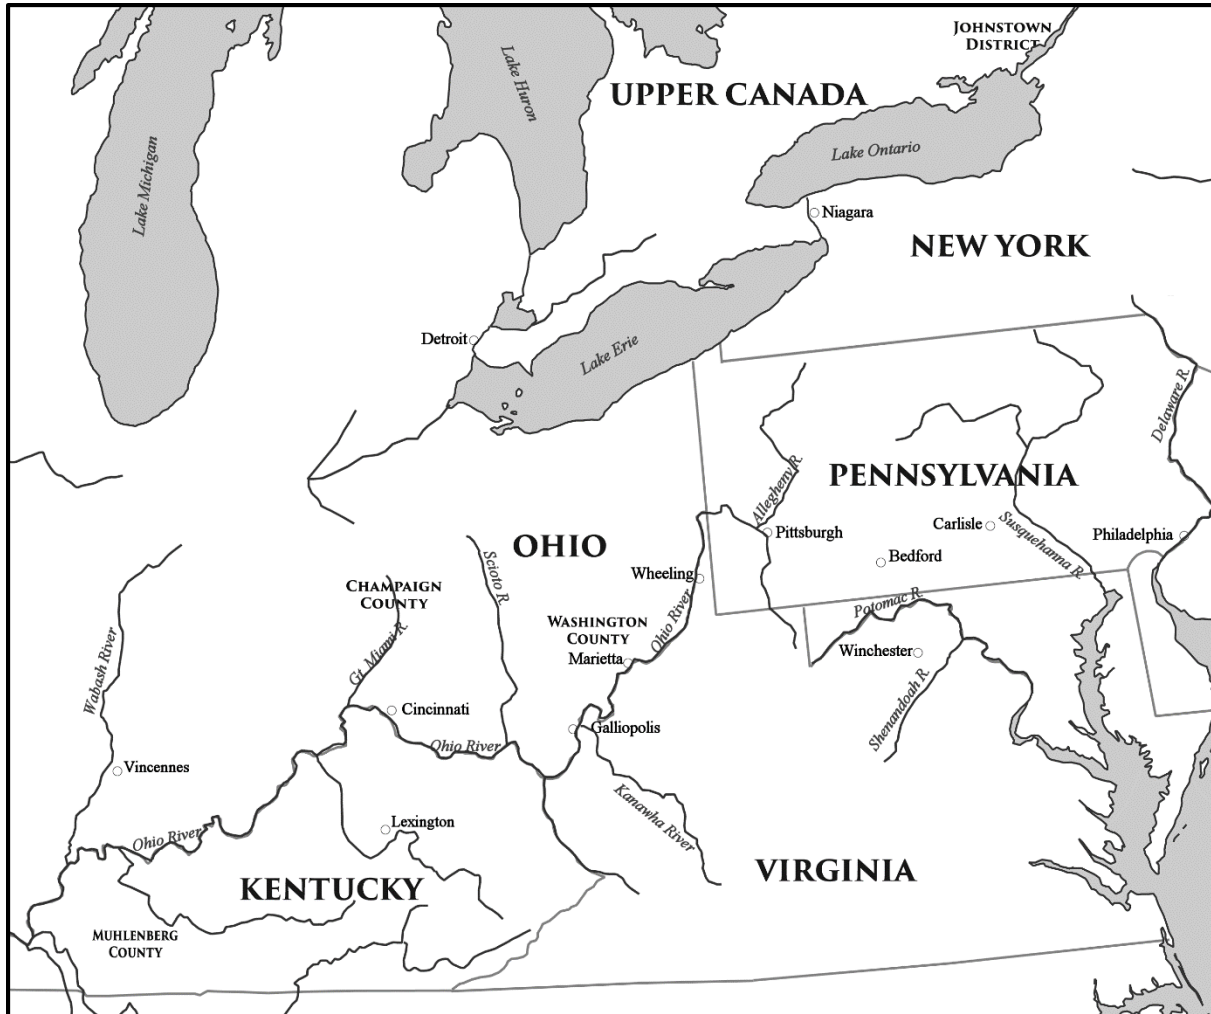 JOHNSTOWN
DISTRICT
Lake Huron
UPPER CANADA
Lake Michigan
Lake Ontario
Niagara
NEW YORK
Detroit
Lake Erie
Delaware R.
Allegheny R.
PENNSYLVANIA
Pittsburgh
Carlisle
Susquehanna R.
Philadelphia
OHIO
Bedford
Wheeling
Scioto R.
CHAMPAIGN
COUNTY
Potomac R.
Ohio River
WASHINGTON
COUNTY
Marietta
Winchester
Gt. Miami R.
Wabash River
Shenandoah R.
Cincinnati
Galliopolis
Ohio River
Vincennes
Kanawha River
Lexington
Ohio River
VIRGINIA
KENTUCKY
MUHLENBERG
COUNTY